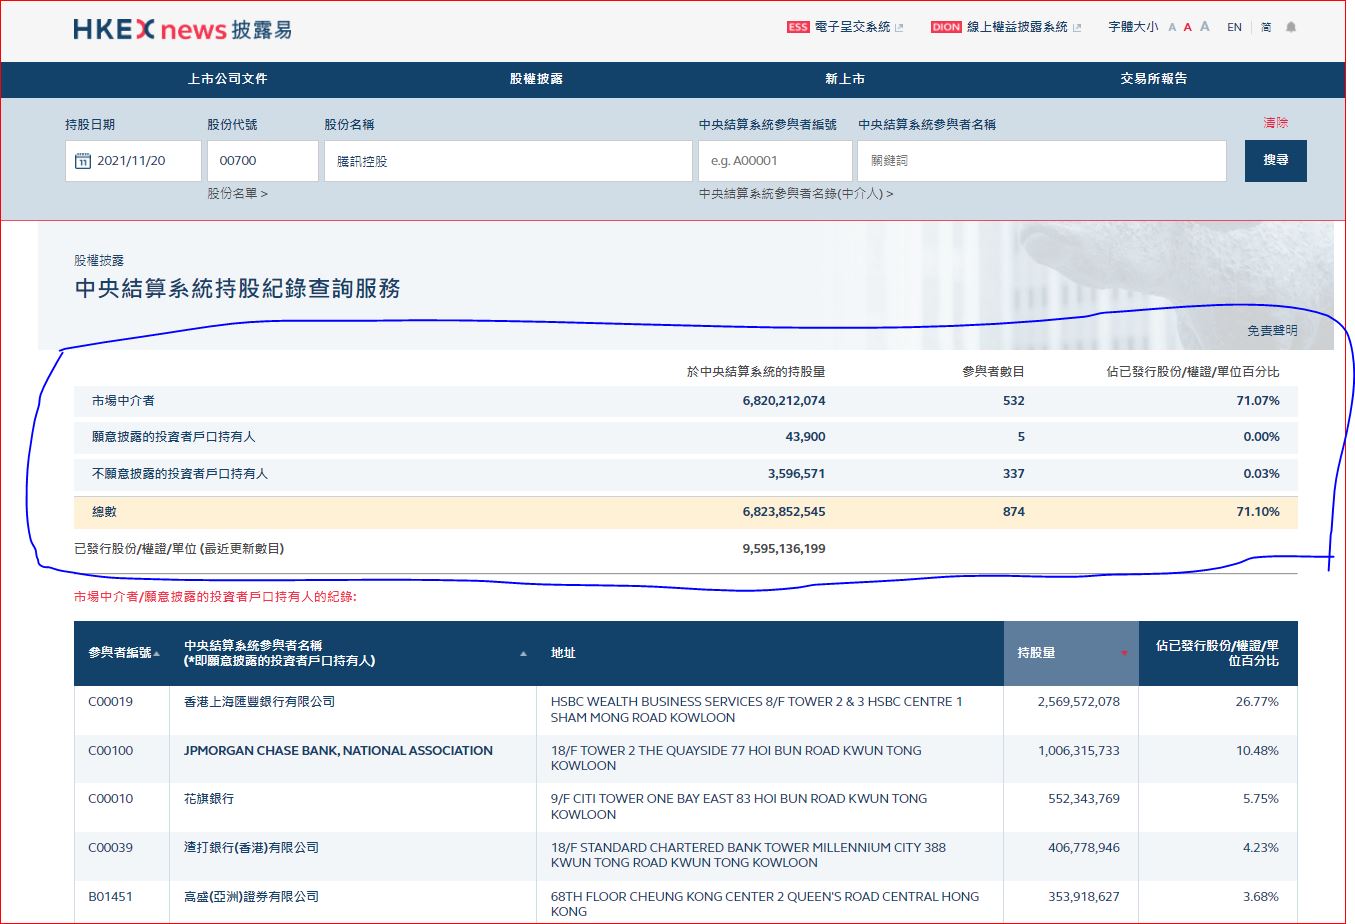 HKEX news 披露易
ESS 電子呈交系統 DION 線上權益披露系統 字體大小 A A A EN 简
上市公司文件 股權披露 新上市 交易所報告
持股日期 股份代號 股份名稱 中央結算系統參與者編號 中央結算系統參與者名稱 清除
11 2021/11/20 00700 騰訊控股 e.g. A00001 關鍵詞 搜尋
股份名單 > 中央結算系統參與者名錄(中介人) >
股權披露
中央結算系統持股紀錄查詢服務
免責聲明
於中央結算系統的持股量 參與者數目 佔已發行股份/權證/單位百分比
市場中介者 6,820,212,074 532 71.07%
願意披露的投資者戶口持有人 43,900 5 0.00%
不願意披露的投資者戶口持有人 3,596,571 337 0.03%
總數 6,823,852,545 874 71.10%
已發行股份/權證/單位 (最近更新數目) 9,595,136,199
市場中介者/願意披露的投資者戶口持有人的紀錄:
參與者編號 中央結算系統參與者名稱 地址 持股量 佔已發行股份/權證/單
(*即願意披露的投資者戶口持有人) 位百分比
C00019 香港上海匯豐銀行有限公司 HSBC WEALTH BUSINESS SERVICES 8/F TOWER 2 & 3 HSBC CENTRE 1 2,569,572,078 26.77%
SHAM MONG ROAD KOWLOON
C00100 JPMORGAN CHASE BANK, NATIONAL ASSOCIATION 18/F TOWER 2 THE QUAYSIDE 77 HOI BUN ROAD KWUN TONG 1,006,315,733 10.48%
KOWLOON
C00010 花旗銀行 9/F CITI TOWER ONE BAY EAST 83 HOI BUN ROAD KWUN TONG 552,343,769 5.75%
KOWLOON
C00039 渣打銀行(香港)有限公司 18/F STANDARD CHARTERED BANK TOWER MILLENNIUM CITY 388 406,778,946 4.23%
KWUN TONG ROAD KWUN TONG KOWLOON
B01451 高盛(亞洲)證券有限公司 68TH FLOOR CHEUNG KONG CENTER 2 QUEEN'S ROAD CENTRAL HONG 353,918,627 3.68%
KONG